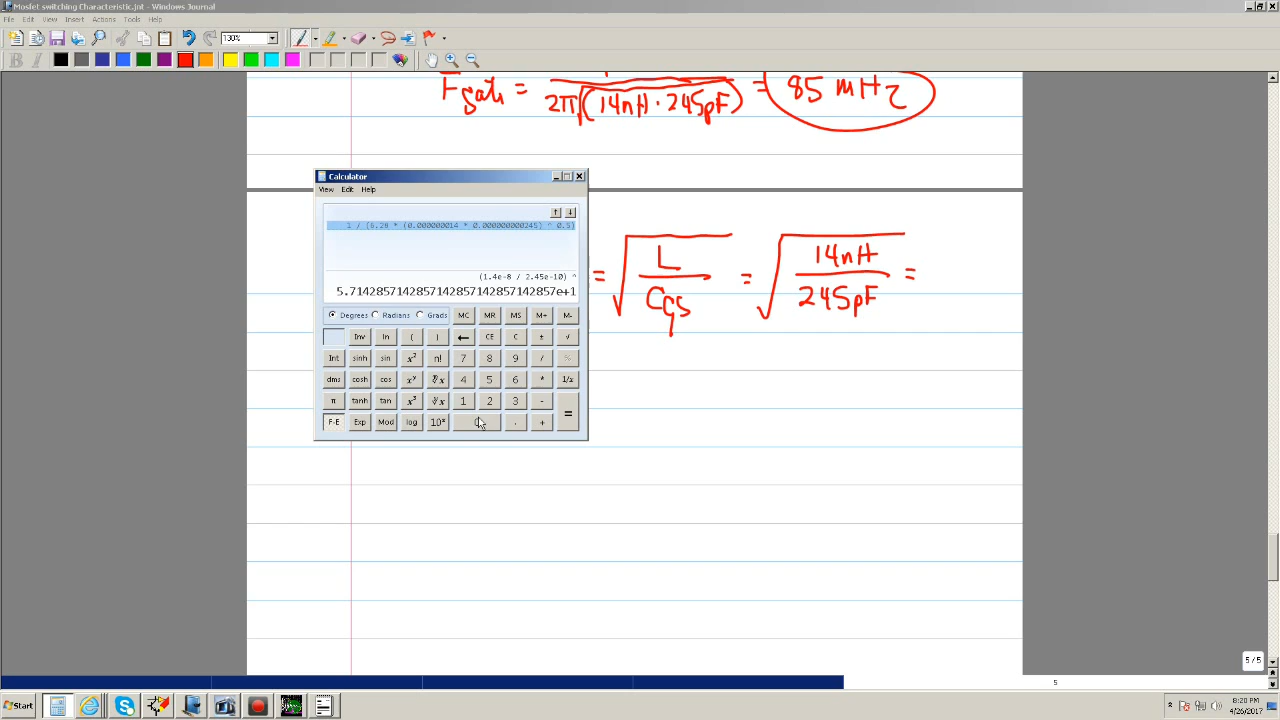 Mosfet switching Characteristic.jnt - Windows Journal
File Edit View Insert Actions Tools Help
130%
B I
Fgate = 1 / 2π√(14nH · 245pF) = 85 mHz
Calculator
View Edit Help
1 / (6.28 * (0.000000014 * 0.000000000245) ^ 0.5)
(1.4e-8 / 2.45e-10) ^
5.7142857142857142857142857142857e+1
Degrees Radians Grads MC MR MS M+ M-
Inv ln ( ) ← CE C ± √
Int sinh sin x² n! 7 8 9 / %
dms cosh cos xʸ ʸ√x 4 5 6 * 1/x
π tanh tan x³ ³√x 1 2 3 - =
F-E Exp Mod log 10ˣ 0 . +
= √ L / CGS = √ 14nH / 245pF =
5 / 5
5
Start
8:20 PM
4/26/2017